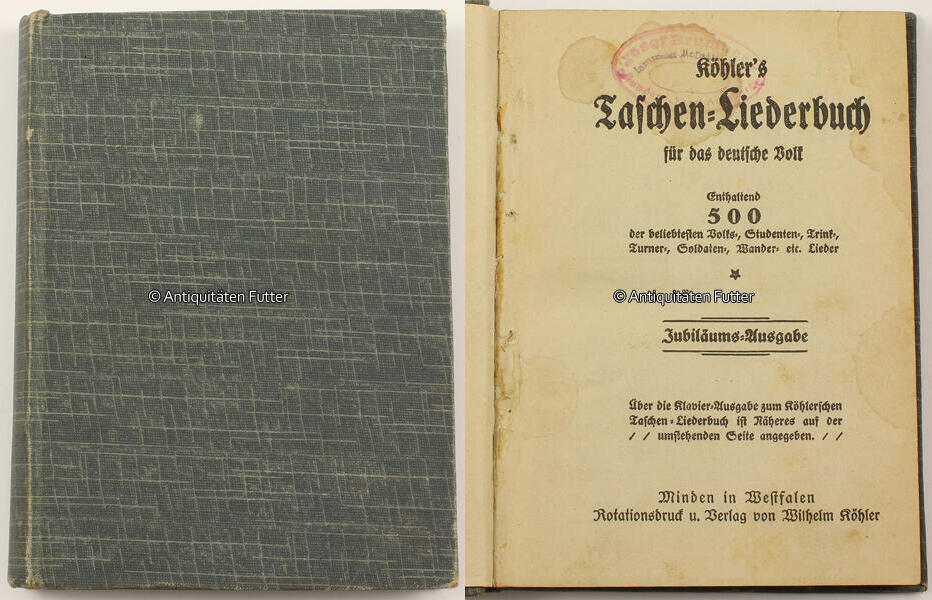 © Antiquitäten Futter
Josef
Köhler's
Taschen-Liederbuch
für das deutsche Volk
Enthaltend
500
der beliebtesten Volks-, Studenten-, Trink-,
Turner-, Soldaten-, Wander- etc. Lieder
© Antiquitäten Futter
Jubiläums-Ausgabe
Über die Klavier-Ausgabe zum Köhlerschen
Taschen-Liederbuch ist Näheres auf der
/ / umstehenden Seite angegeben. / /
Minden in Westfalen
Rotationsdruck u. Verlag von Wilhelm Köhler